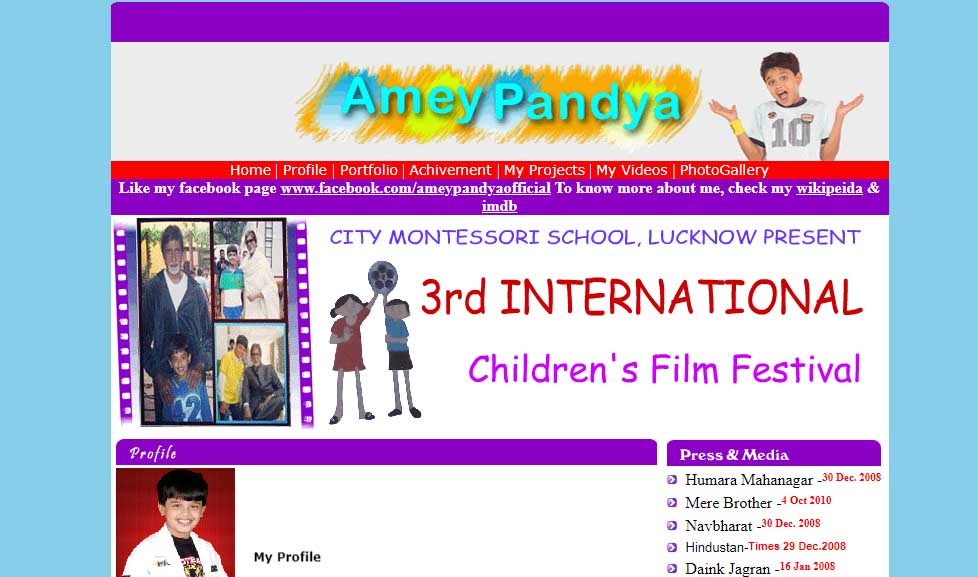 Amey Pandya
10
Home | Profile | Portfolio | Achivement | My Projects | My Videos | PhotoGallery
Like my facebook page www.facebook.com/ameypandyaofficial To know more about me, check my wikipeida &
imdb
CITY MONTESSORI SCHOOL, LUCKNOW PRESENT
3rd INTERNATIONAL
Children's Film Festival
42
Profile
My Profile
Press & Media
Humara Mahanagar -30 Dec. 2008
Mere Brother -4 Oct 2010
Navbharat -30 Dec. 2008
Hindustan-Times 29 Dec.2008
Daink Jagran -16 Jan 2008